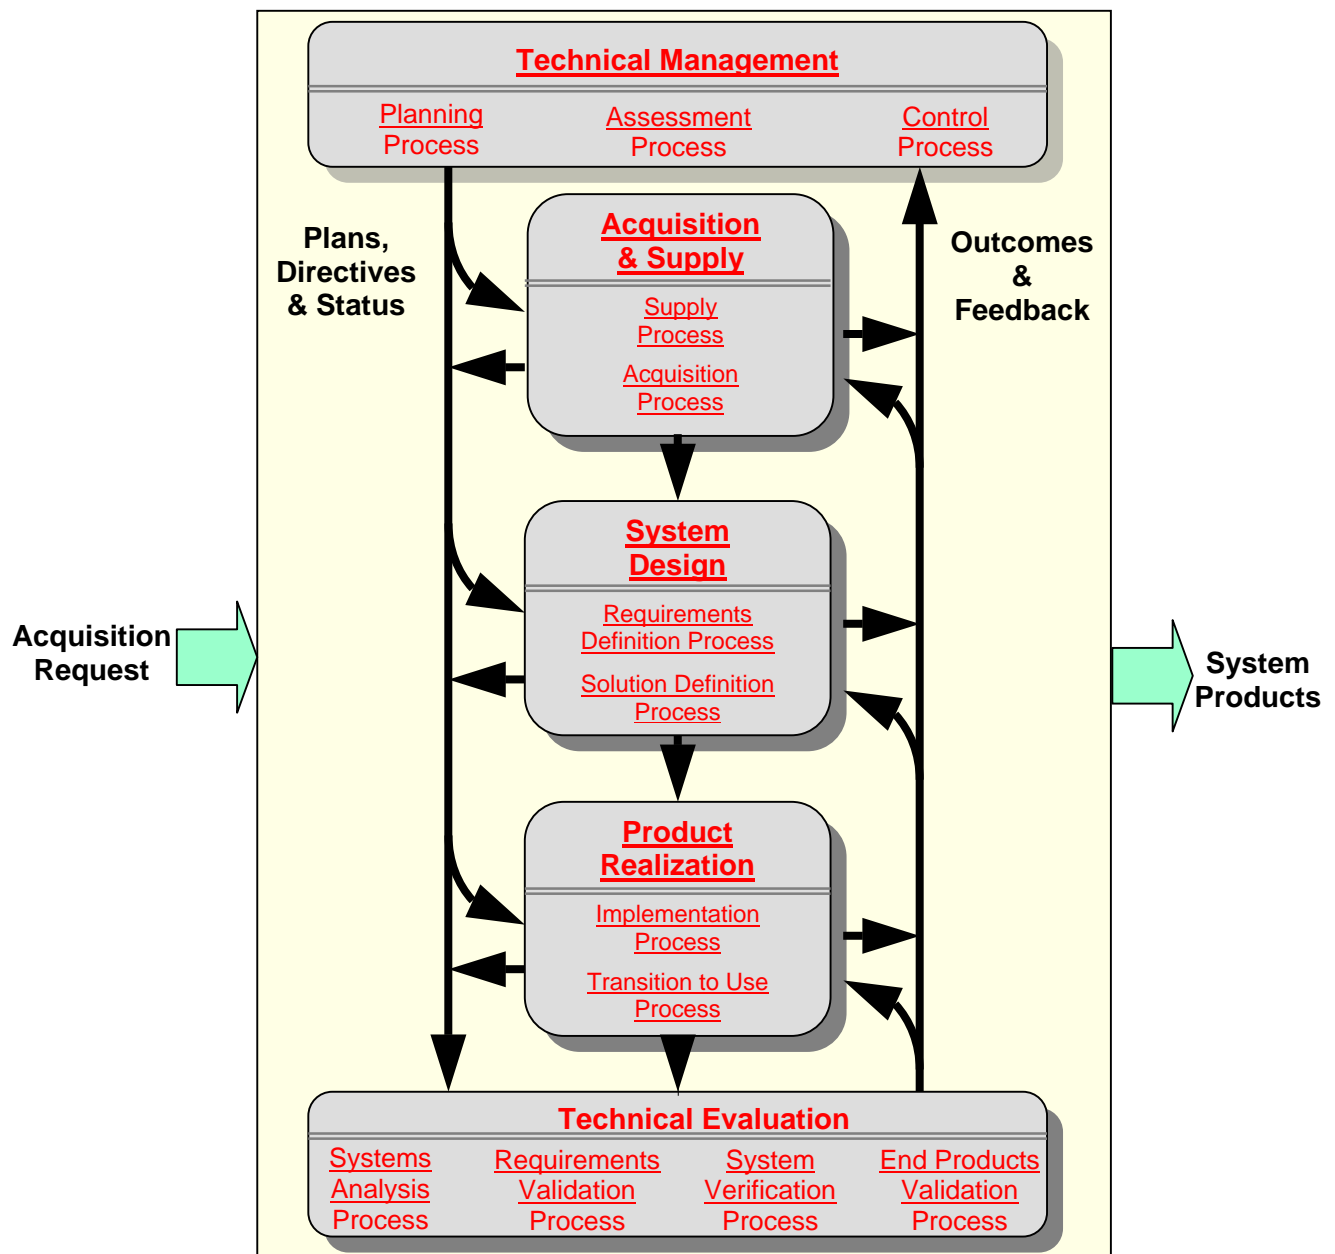 Technical Management
Planning
Process
Assessment
Process
Control
Process
Plans,
Directives
& Status
Acquisition
& Supply
Supply
Process
Acquisition
Process
Outcomes
&
Feedback
System
Design
Requirements
Definition Process
Solution Definition
Process
Acquisition
Request
System
Products
Product
Realization
Implementation
Process
Transition to Use
Process
Technical Evaluation
Systems
Analysis
Process
Requirements
Validation
Process
System
Verification
Process
End Products
Validation
Process